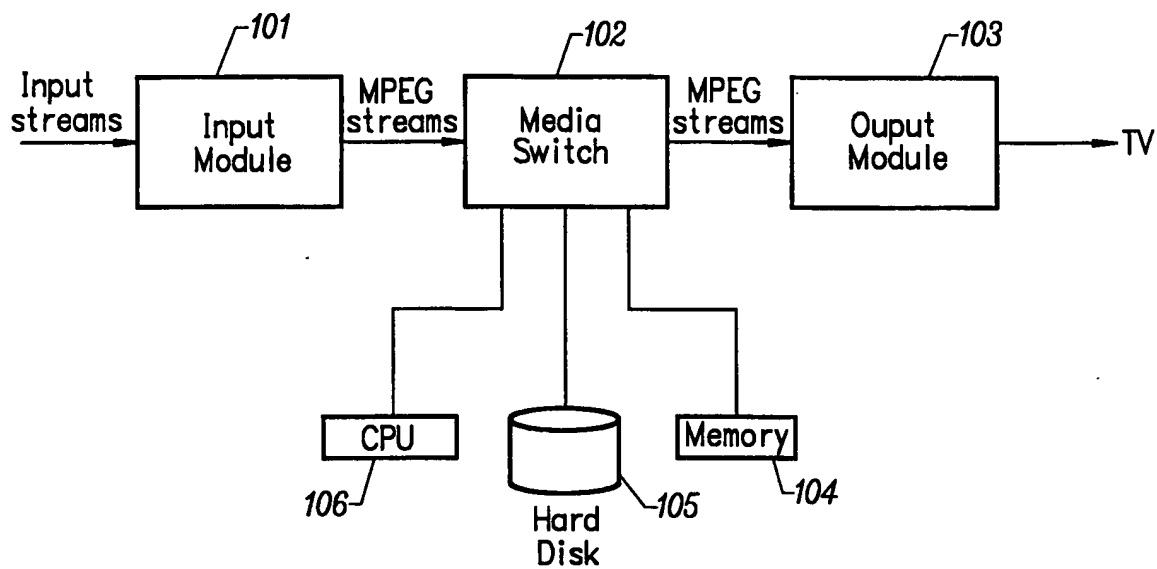 101
102
103
Input
streams
Input
Module
MPEG
streams
Media
Switch
MPEG
streams
Ouput
Module
TV
CPU
106
105
Hard
Disk
Memory
104